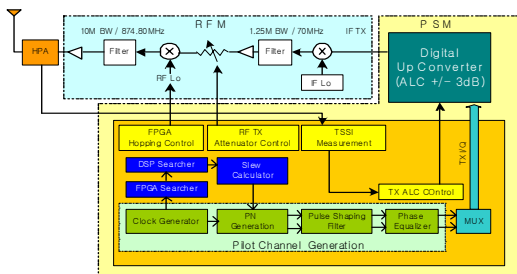 RFM
PSM
10M BW / 874.80MHz
1.25M BW / 70MHz
IF TX
HPA
Filter
Filter
RF Lo
IF Lo
Digital
Up Converter
(ALC +/- 3dB)
FPGA
Hopping Control
RF TX
Attenuator Control
TSSI
Measurement
DSP Searcher
Slew
Calculator
FPGA Searcher
TX ALC COntrol
TX I/Q
Clock Generator
PN
Generation
Pulse Shaping
Filter
Phase
Equalizer
MUX
Pilot Channel Generation